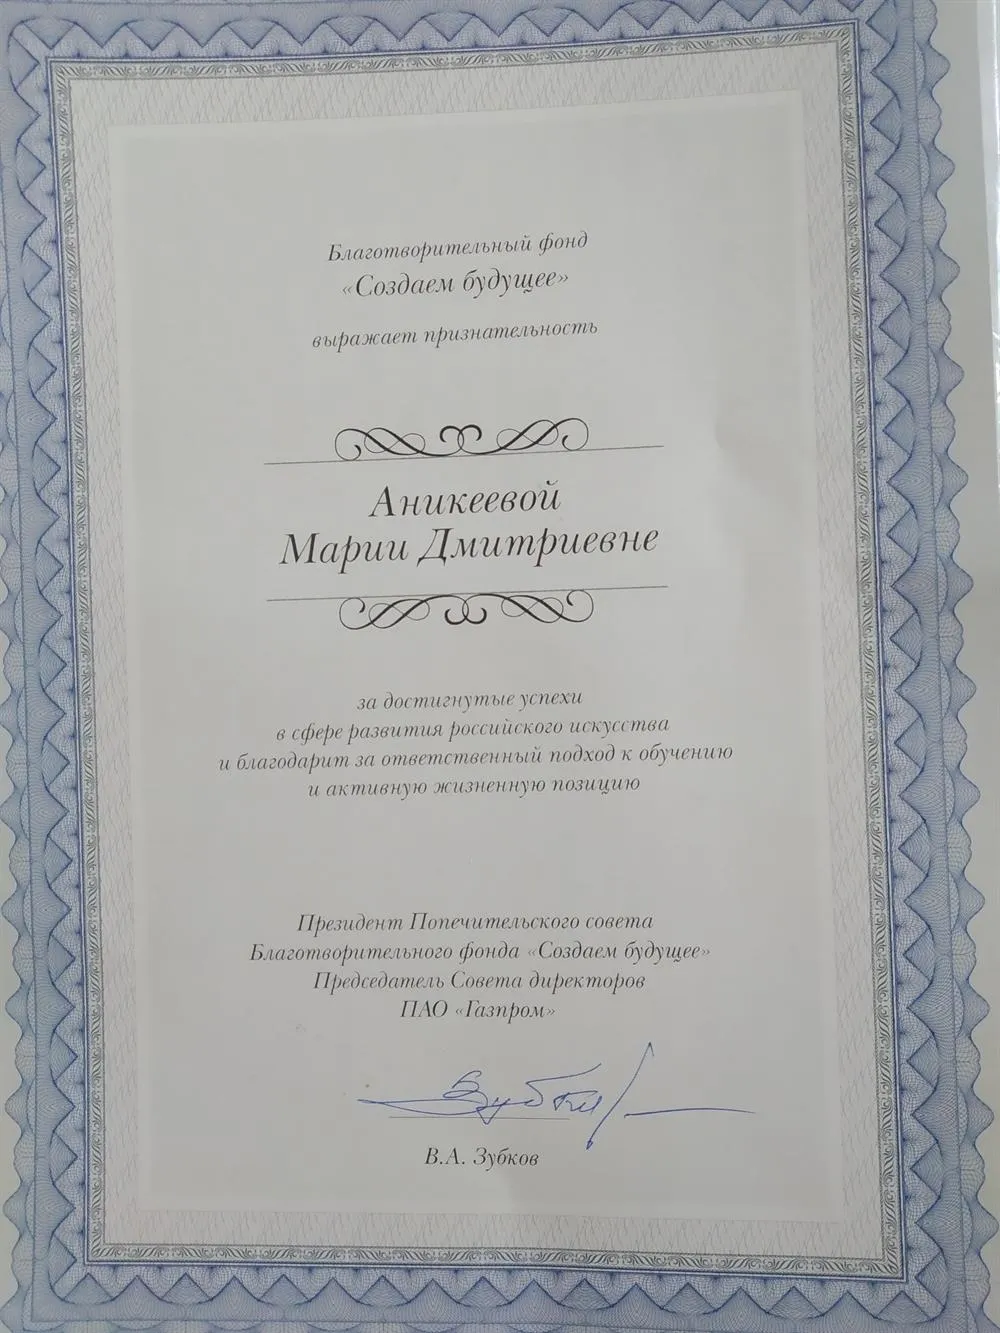 Благотворительный фонд
«Создаем будущее»
выражает признательность
Аникеевой
Марии Дмитриевне
за достигнутые успехи
в сфере развития российского искусства
и благодарит за ответственный подход к обучению
и активную жизненную позицию
Президент Попечительского совета
Благотворительного фонда «Создаем будущее»
Председатель Совета директоров
ПАО «Газпром»
В.А. Зубков